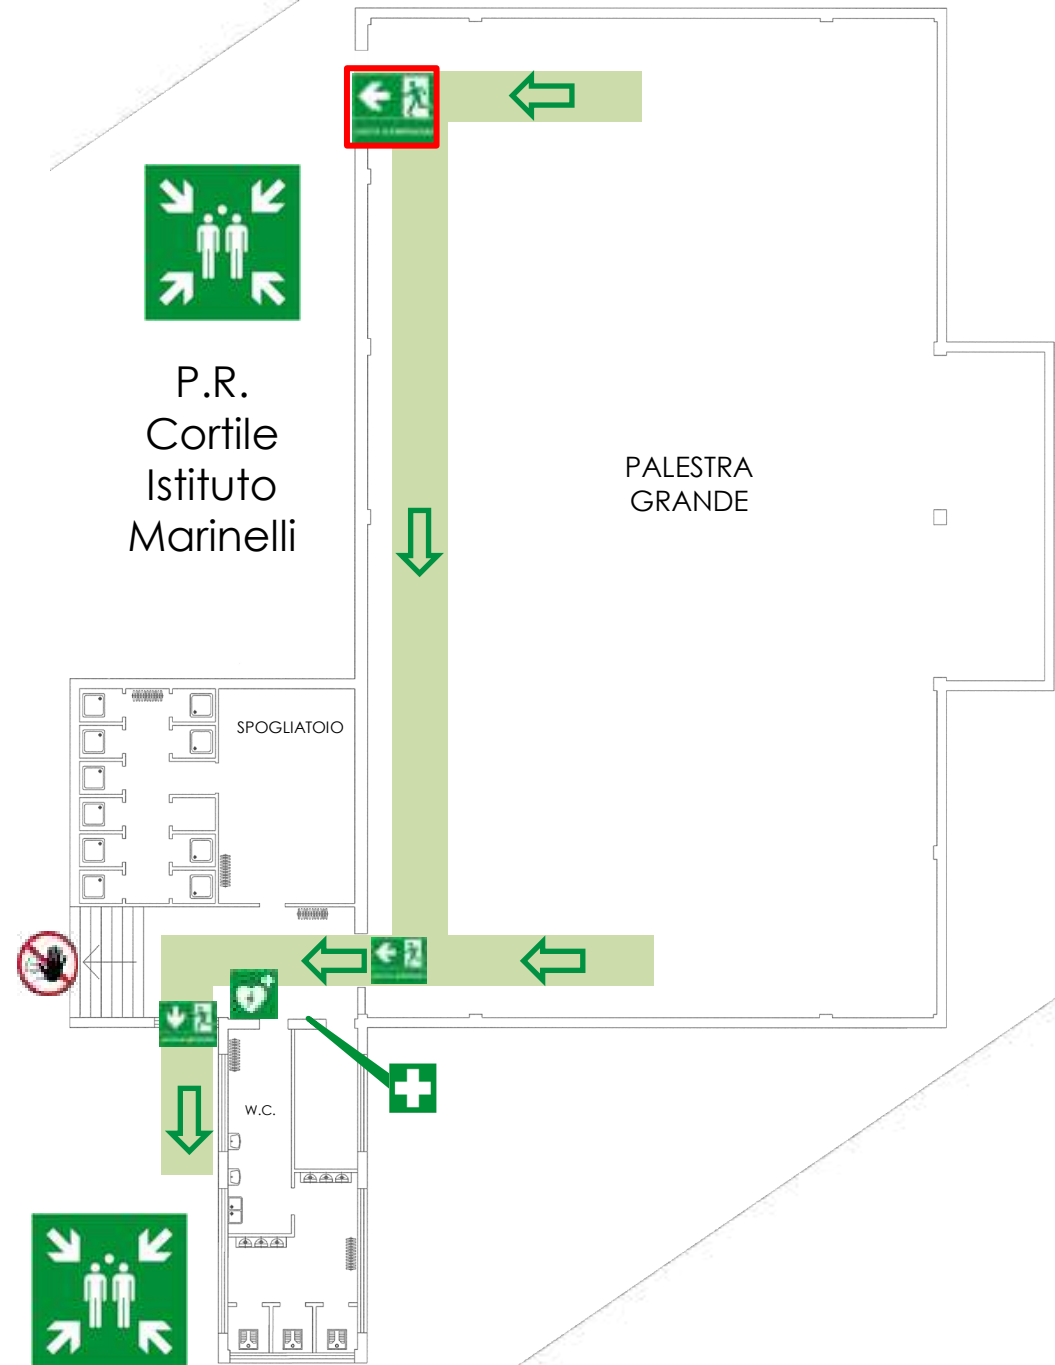 P.R.
Cortile
Istituto
Marinelli
PALESTRA
GRANDE
SPOGLIATOIO
W.C.